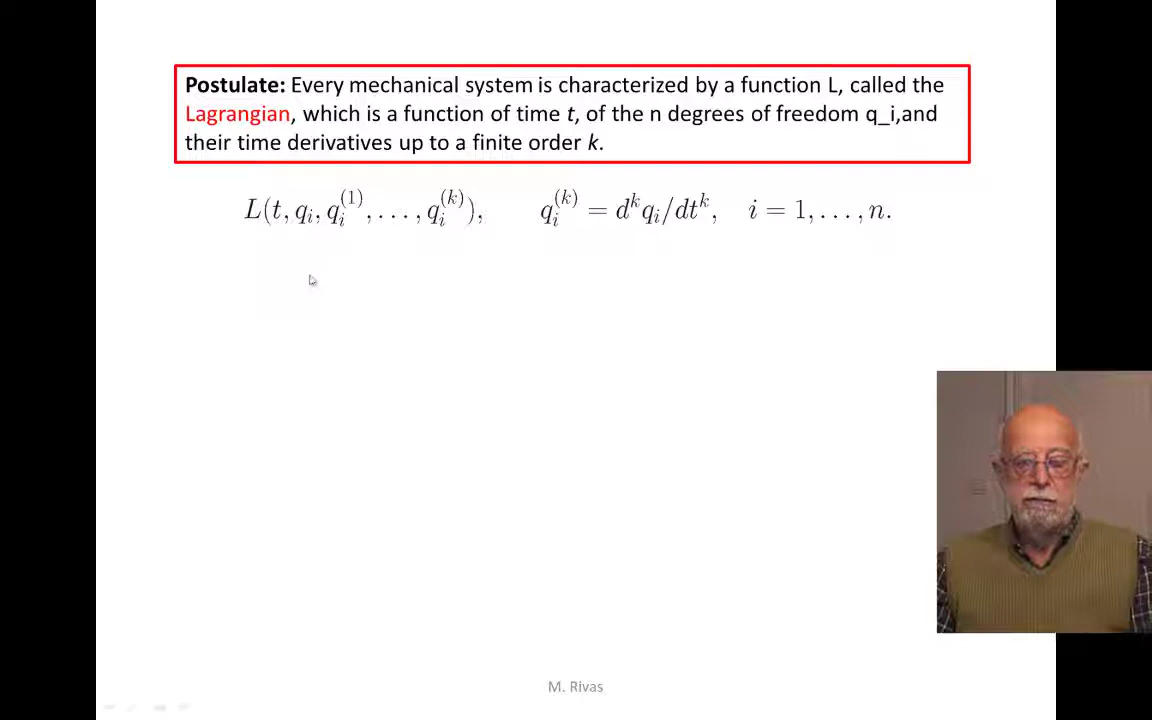 Postulate: Every mechanical system is characterized by a function L, called the
Lagrangian, which is a function of time t, of the n degrees of freedom q_i,and
their time derivatives up to a finite order k.
L(t, q_i, q_i^{(1)}, . . . , q_i^{(k)}), q_i^{(k)} = d^k q_i/dt^k, i = 1, . . . , n.
M. Rivas